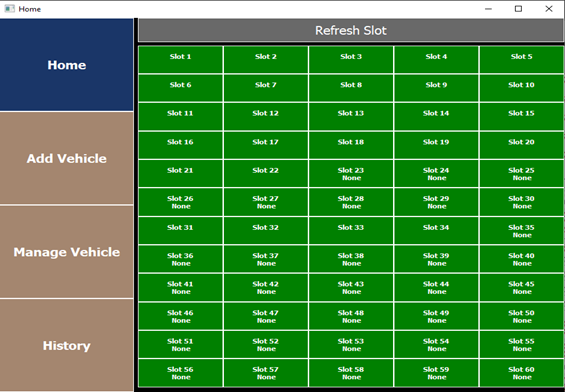 Home
Home
Add Vehicle
Manage Vehicle
History
Refresh Slot
Slot 1 Slot 2 Slot 3 Slot 4 Slot 5
Slot 6 Slot 7 Slot 8 Slot 9 Slot 10
Slot 11 Slot 12 Slot 13 Slot 14 Slot 15
Slot 16 Slot 17 Slot 18 Slot 19 Slot 20
Slot 21 Slot 22 Slot 23 Slot 24 Slot 25
None None None
Slot 26 Slot 27 Slot 28 Slot 29 Slot 30
None None None None None
Slot 31 Slot 32 Slot 33 Slot 34 Slot 35
None
Slot 36 Slot 37 Slot 38 Slot 39 Slot 40
None None None None None
Slot 41 Slot 42 Slot 43 Slot 44 Slot 45
None None None None None
Slot 46 Slot 47 Slot 48 Slot 49 Slot 50
None None None None None
Slot 51 Slot 52 Slot 53 Slot 54 Slot 55
None None None None None
Slot 56 Slot 57 Slot 58 Slot 59 Slot 60
None None None None None